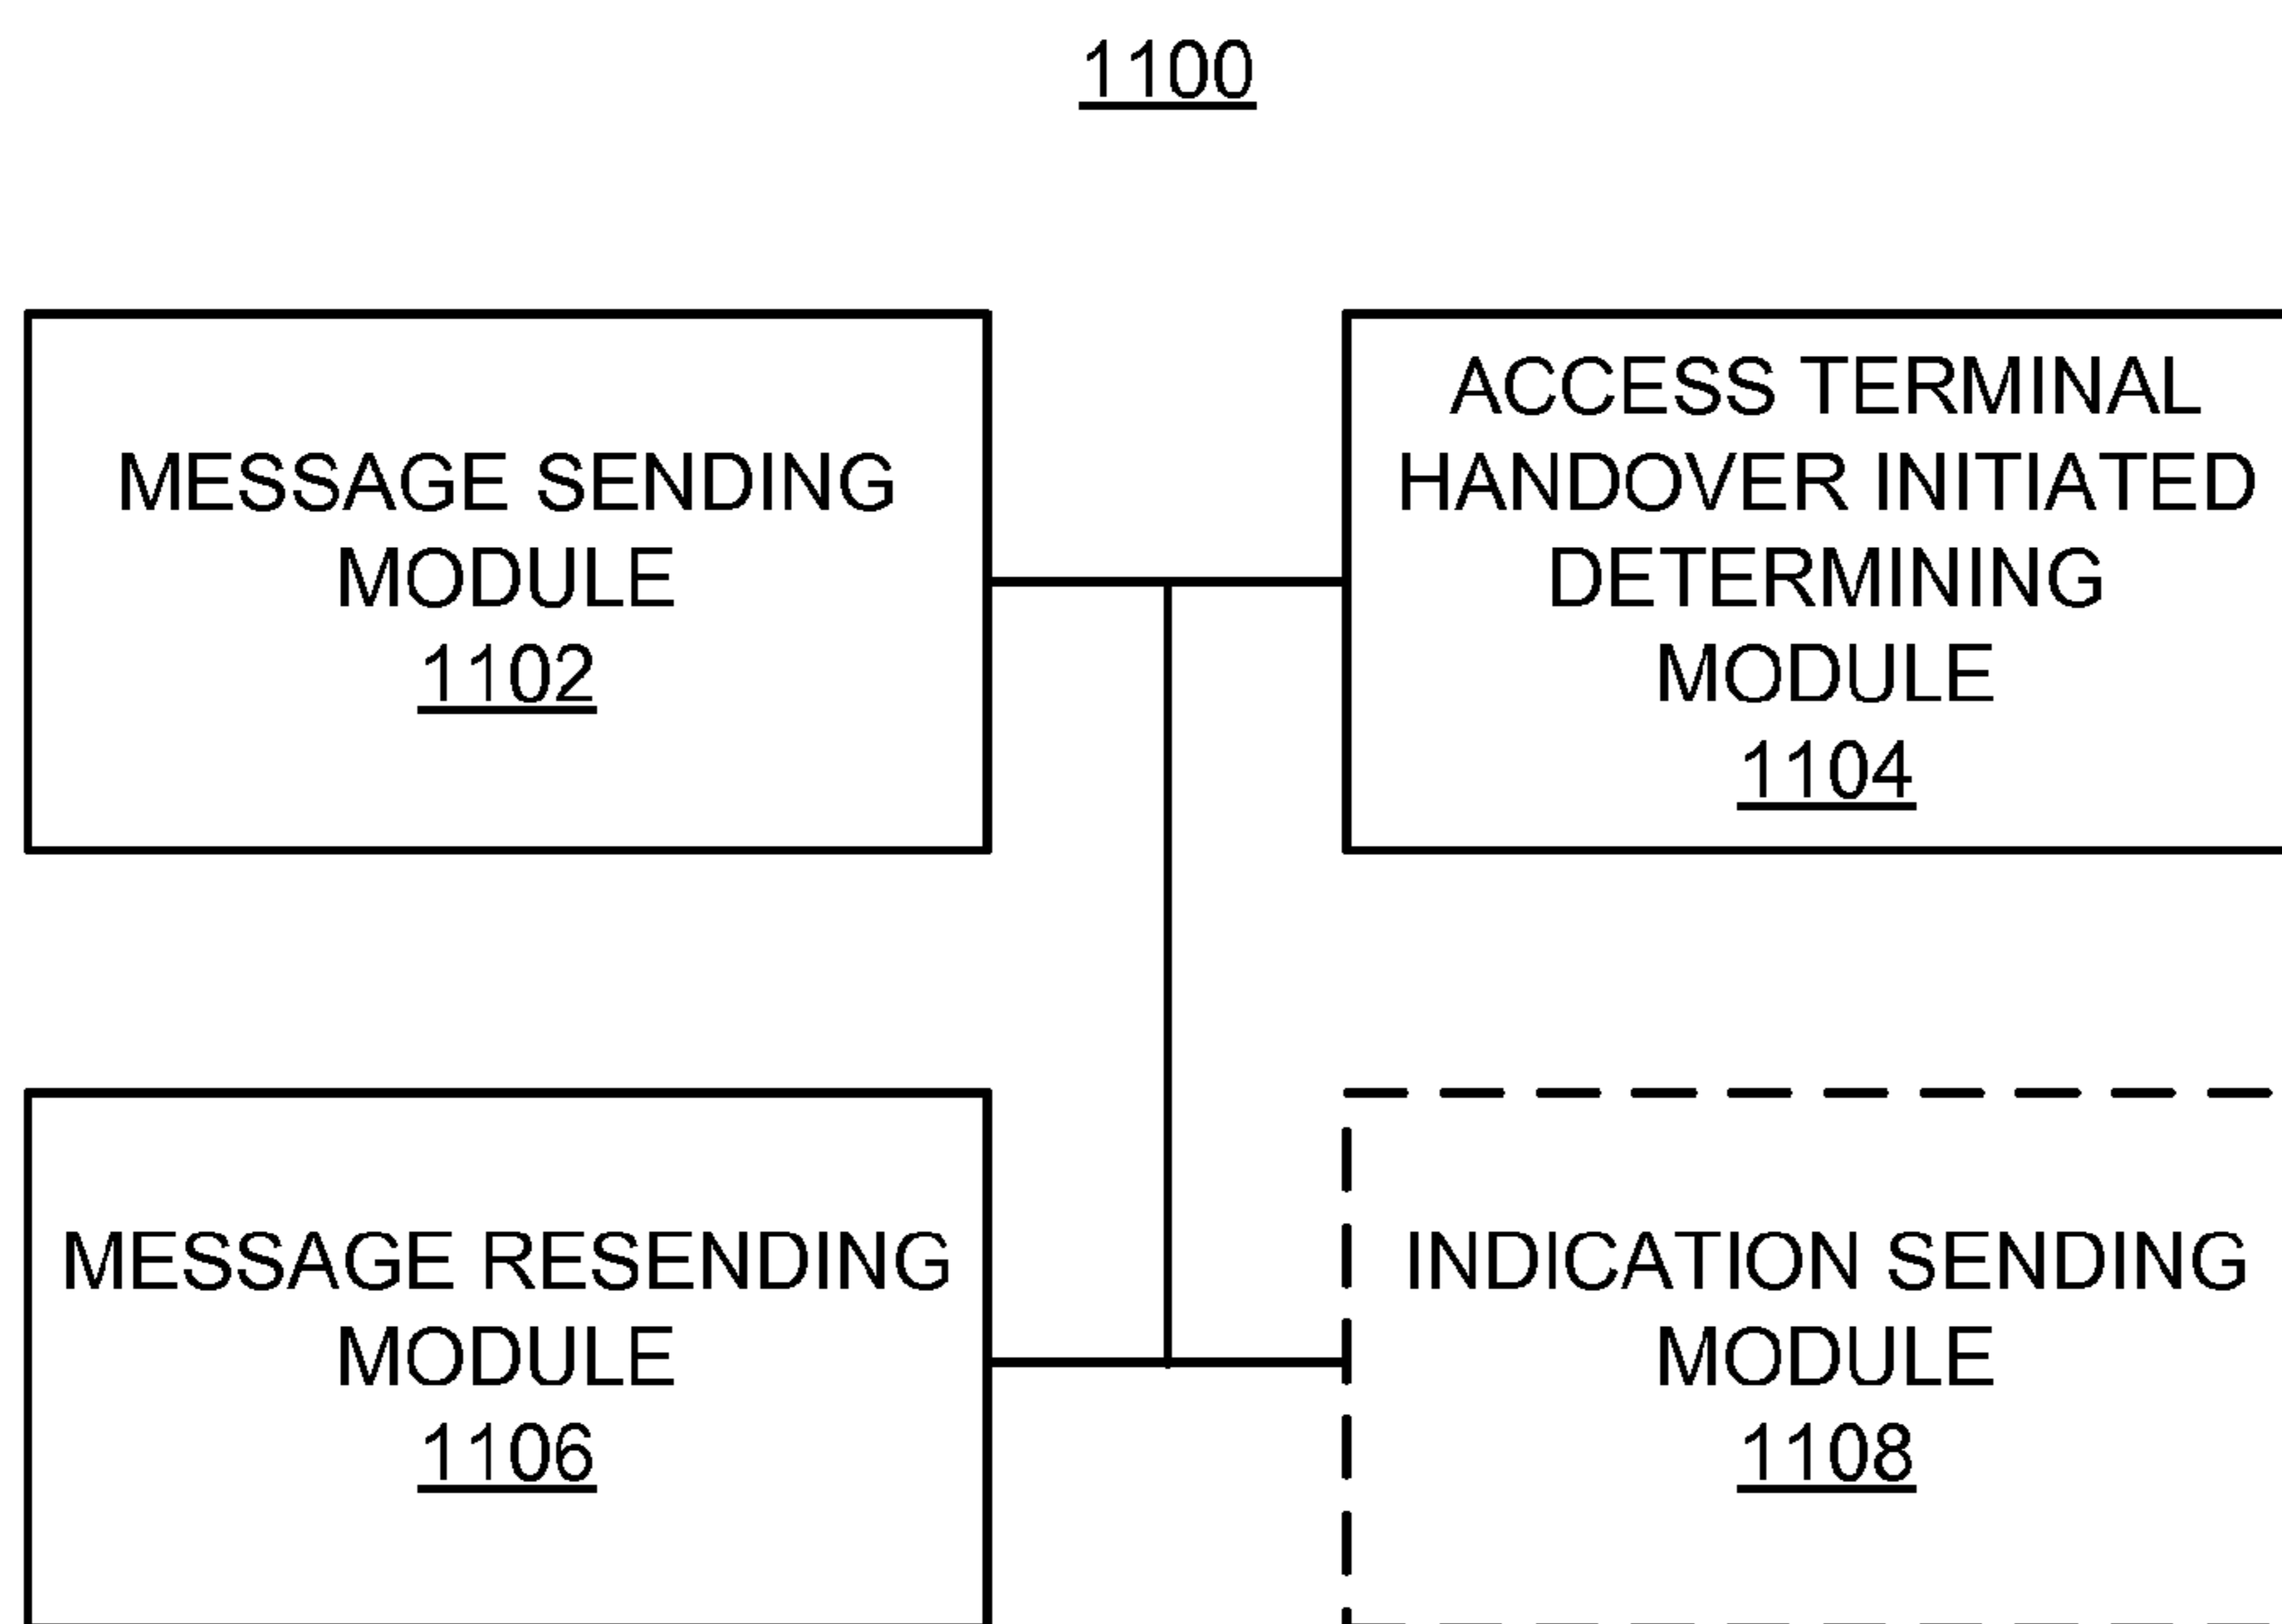 1100
MESSAGE SENDING
MODULE
1102
ACCESS TERMINAL
HANDOVER INITIATED
DETERMINING
MODULE
1104
MESSAGE RESENDING
MODULE
1106
INDICATION SENDING
MODULE
1108